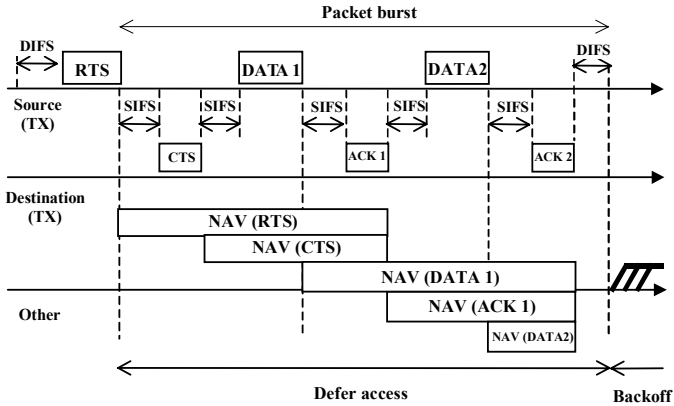 Packet burst
DIFS
DIFS
RTS
DATA 1
DATA2
Source
(TX)
SIFS
SIFS
SIFS
SIFS
SIFS
CTS
ACK 1
ACK 2
Destination
(TX)
NAV (RTS)
NAV (CTS)
NAV (DATA 1)
Other
NAV (ACK 1)
NAV (DATA2)
Defer access
Backoff